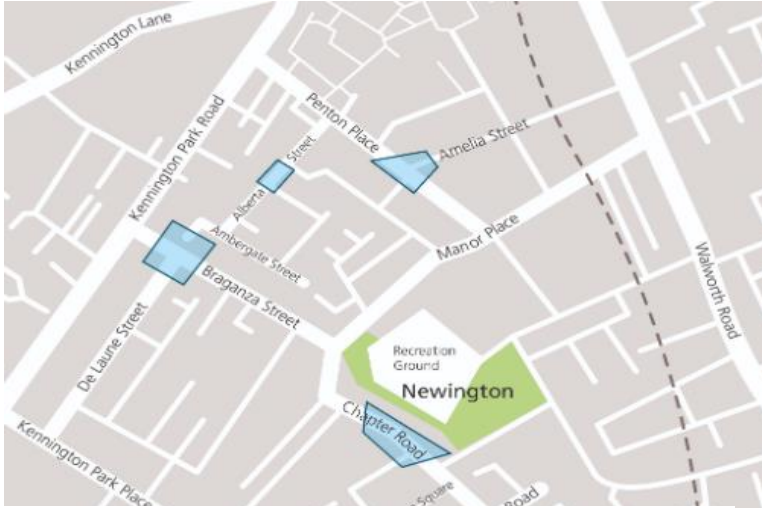 Kennington Lane
Kennington Park Road
Penton Place
Amelia Street
Alberta Street
Ambergate Street
Manor Place
Braganza Street
Walworth Road
De Laune Street
Recreation
Ground
Newington
Chapter Road
Kennington Park Place
Square
Road